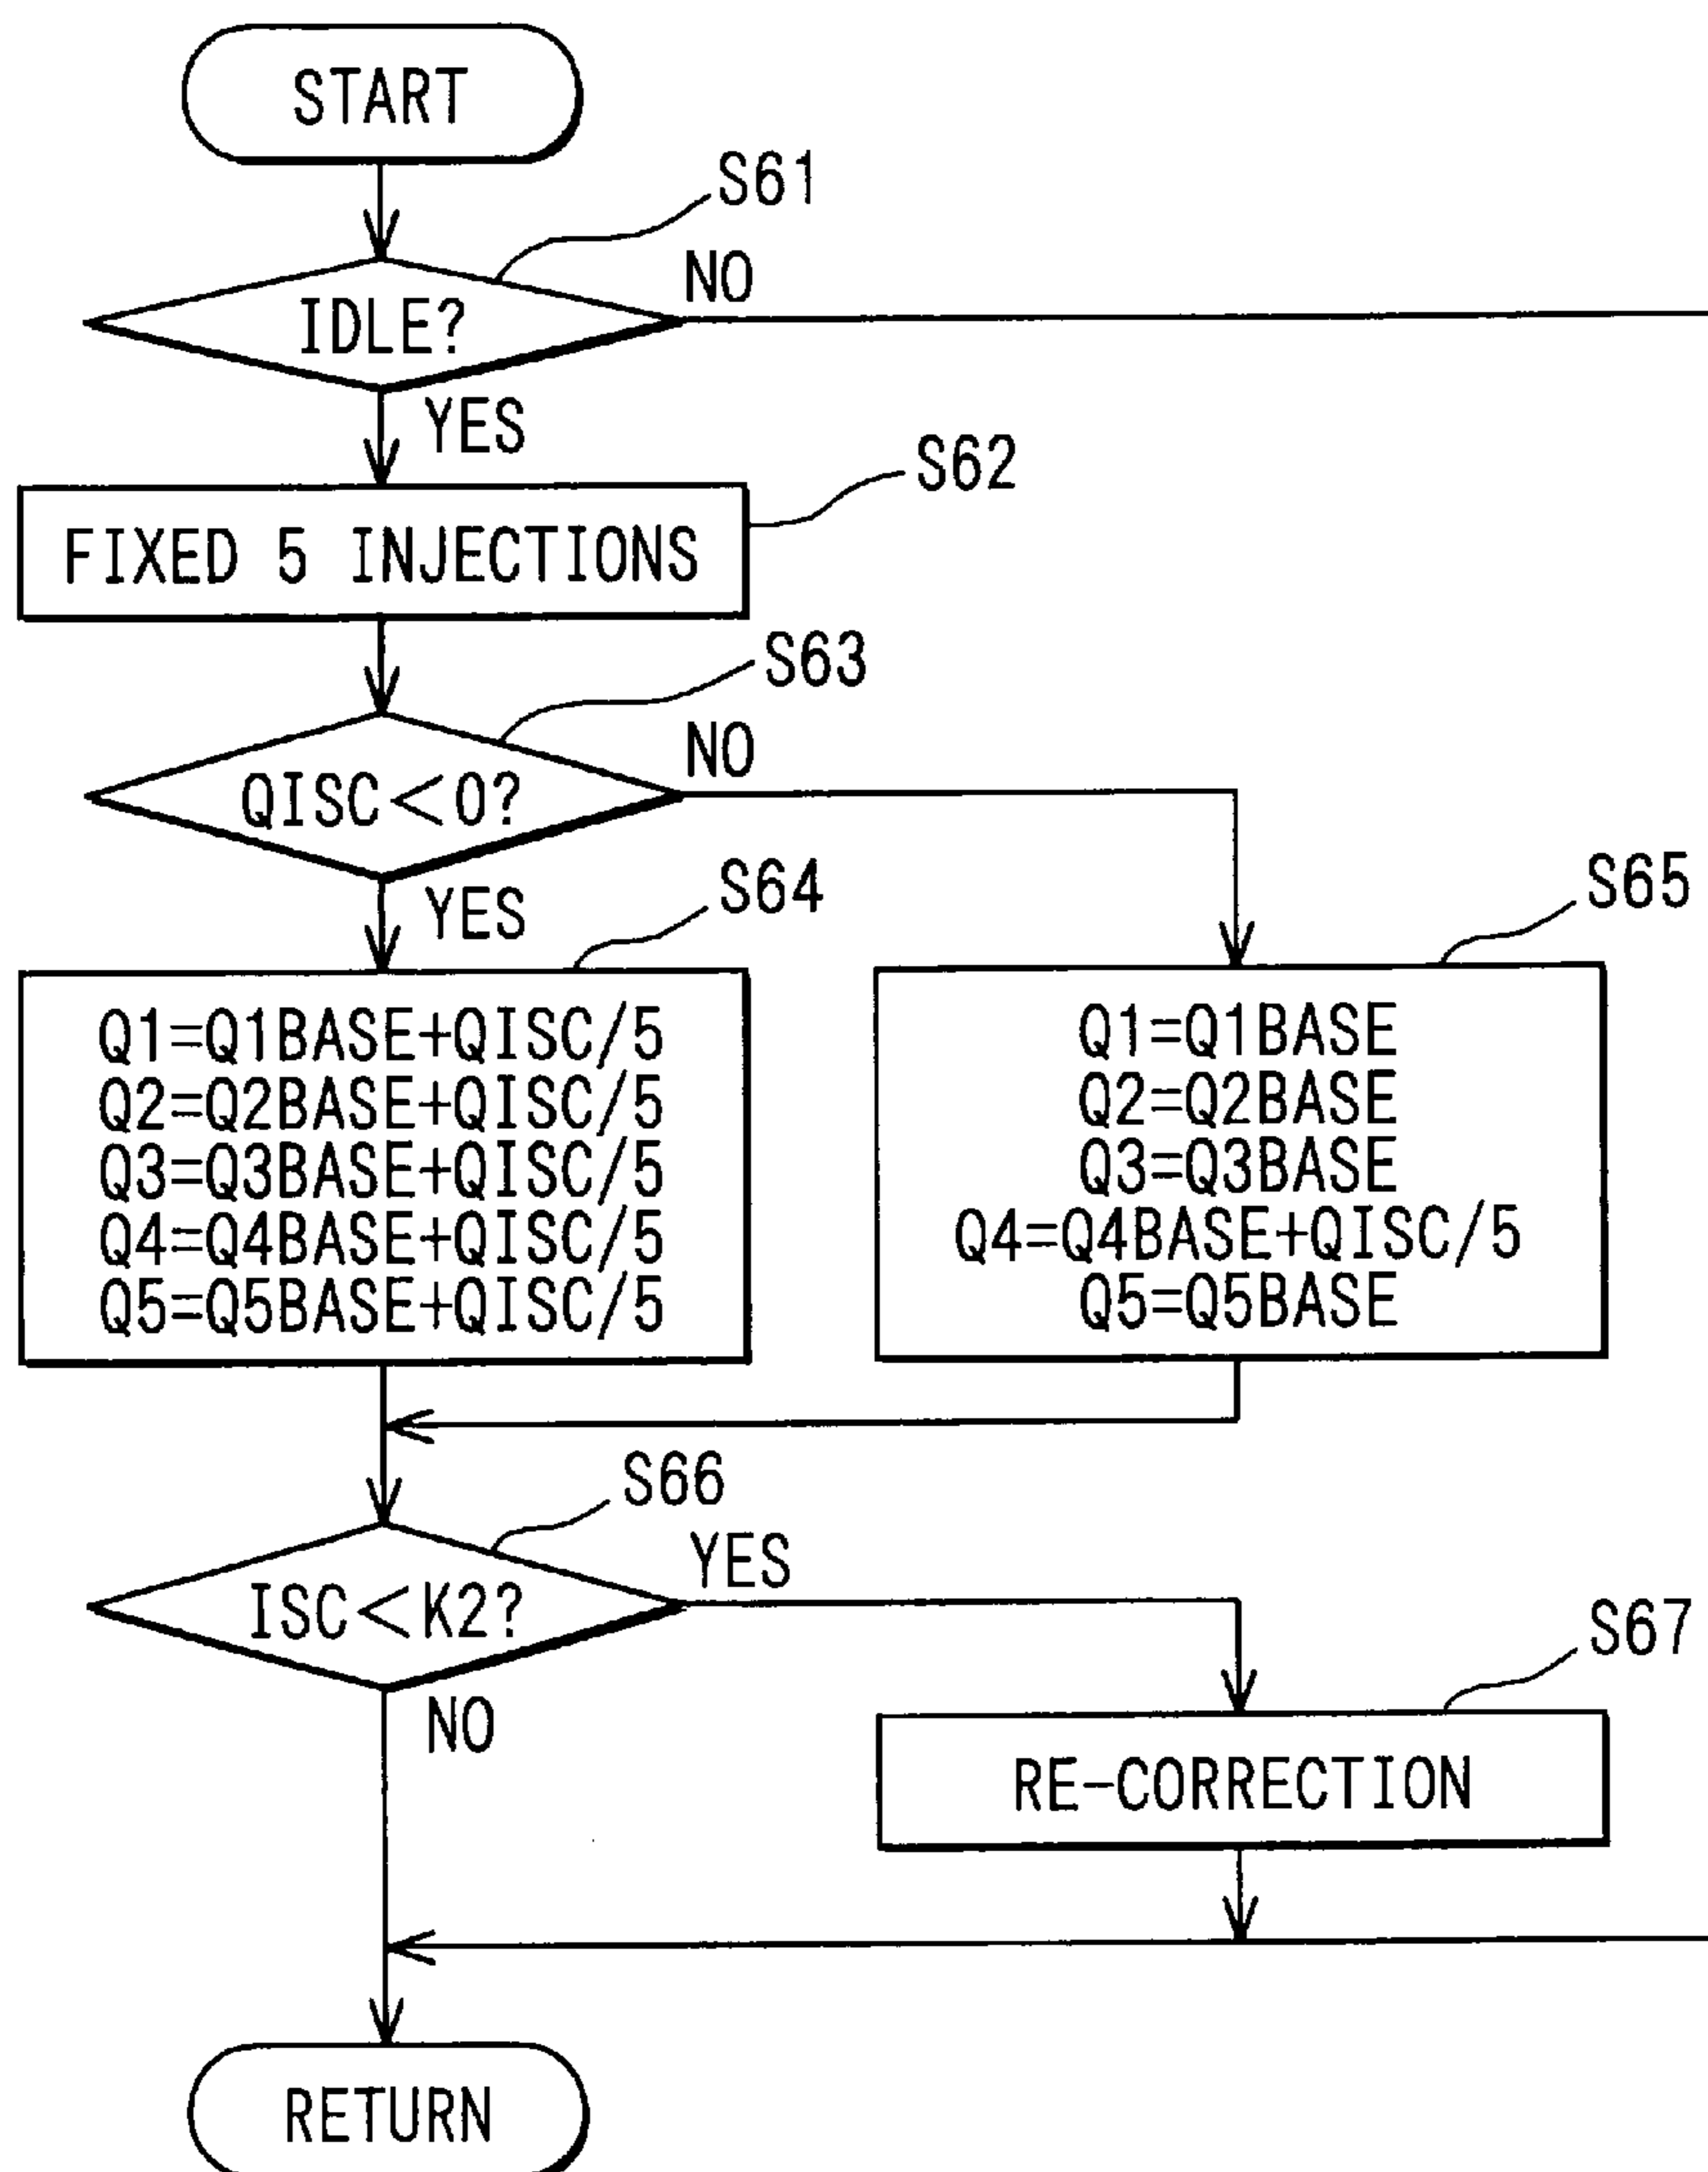 START
S61
IDLE?
NO
YES
S62
FIXED 5 INJECTIONS
S63
QISC<0?
NO
YES
S64
S65
Q1=Q1BASE+QISC/5
Q2=Q2BASE+QISC/5
Q3=Q3BASE+QISC/5
Q4=Q4BASE+QISC/5
Q5=Q5BASE+QISC/5
Q1=Q1BASE
Q2=Q2BASE
Q3=Q3BASE
Q4=Q4BASE+QISC/5
Q5=Q5BASE
S66
ISC<K2?
YES
NO
S67
RE-CORRECTION
RETURN